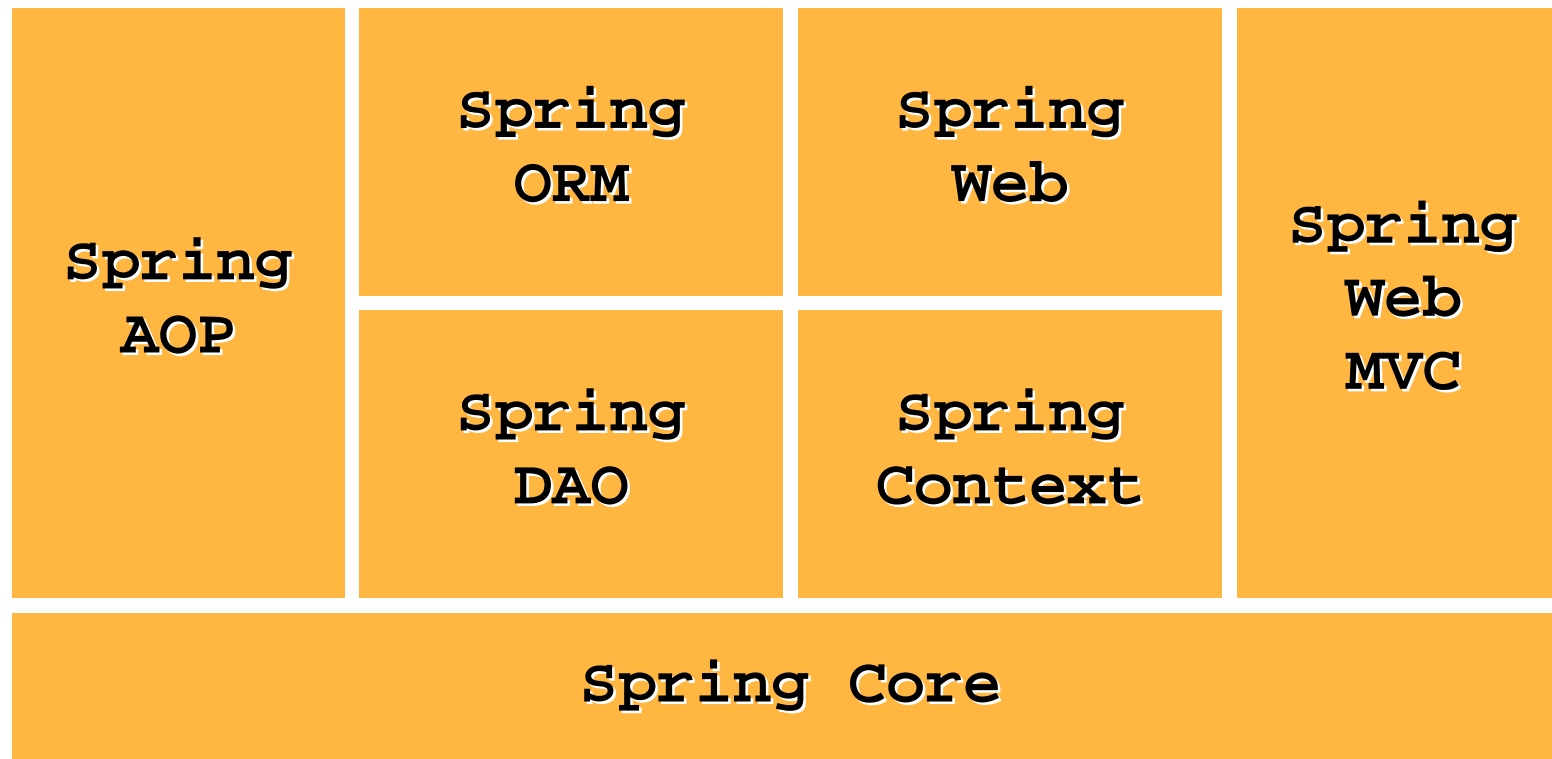 Spring
AOP
Spring
ORM
Spring
Web
Spring
Web
MVC
Spring
DAO
Spring
Context
Spring Core